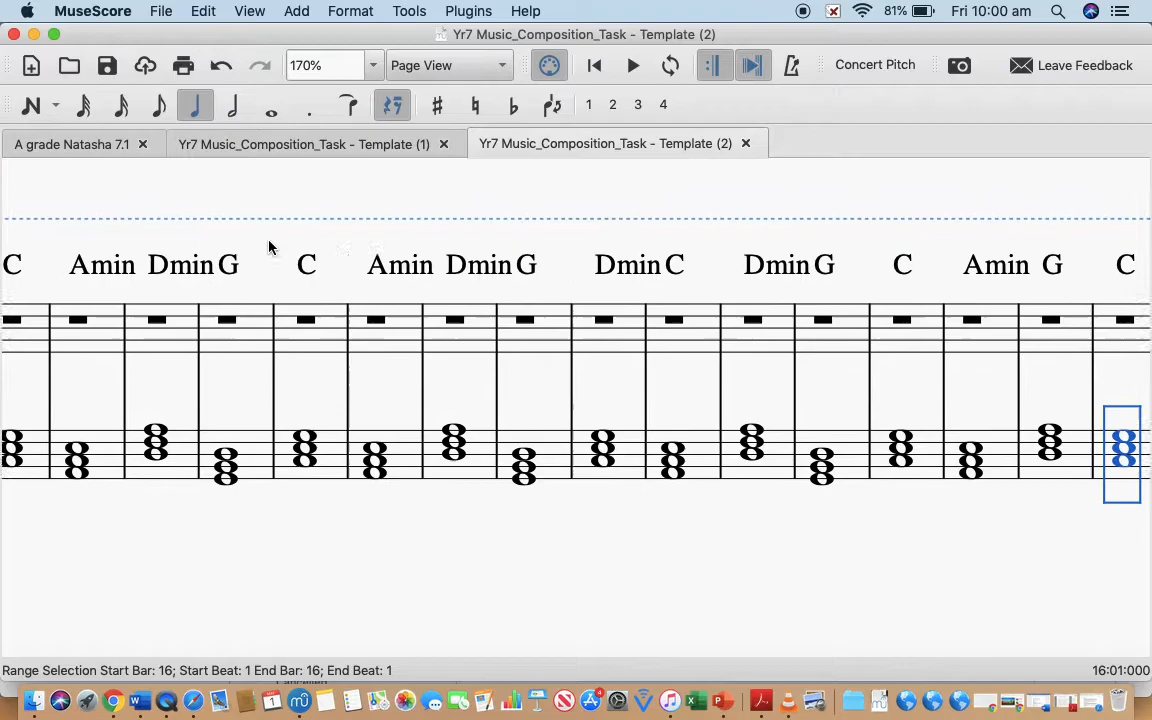 MuseScore File Edit View Add Format Tools Plugins Help 81% Fri 10:00 am
Yr7 Music_Composition_Task - Template (2)
170% Page View Concert Pitch Leave Feedback
1 2 3 4
A grade Natasha 7.1 Yr7 Music_Composition_Task - Template (1) Yr7 Music_Composition_Task - Template (2)
C Amin Dmin G C Amin Dmin G Dmin C Dmin G C Amin G C
Range Selection Start Bar: 16; Start Beat: 1 End Bar: 16; End Beat: 1 16:01:000